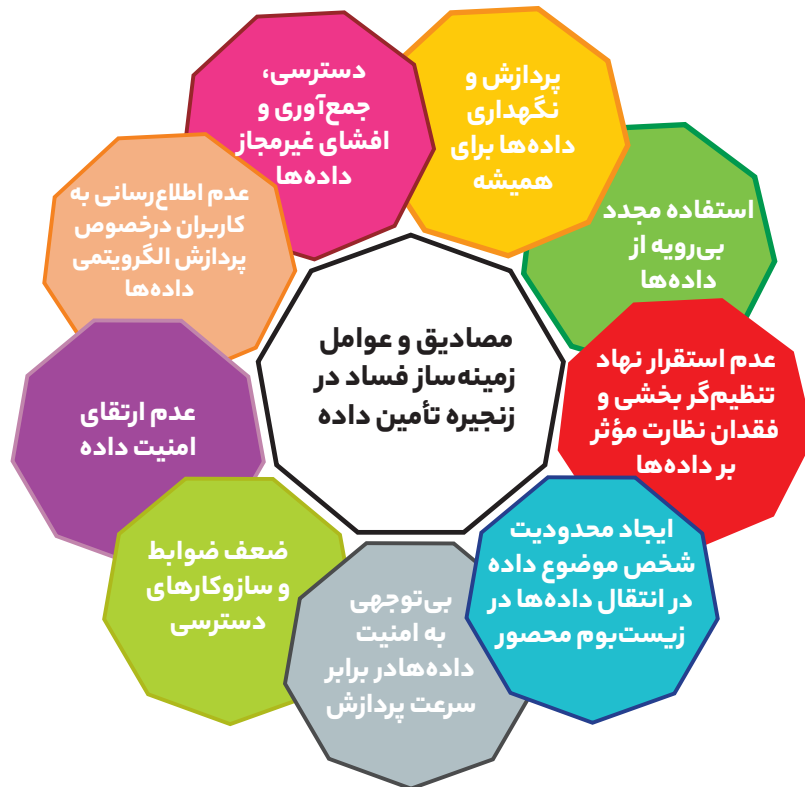 مصادیق و عوامل
زمینه‌ساز فساد در
زنجیره تأمین داده
پردازش و
نگهداری
داده‌ها برای
همیشه
استفاده مجدد
بی‌رویه از
داده‌ها
عدم استقرار نهاد
تنظیم‌گر بخشی و
فقدان نظارت مؤثر
بر داده‌ها
ایجاد محدودیت
شخص موضوع داده
در انتقال داده‌ها در
زیست‌بوم محصور
بی‌توجهی
به امنیت
داده‌هادر برابر
سرعت پردازش
ضعف ضوابط
و سازوکارهای
دسترسی
عدم ارتقای
امنیت داده
عدم اطلاع‌رسانی به
کاربران درخصوص
پردازش الگرویتمی
داده‌ها
دسترسی،
جمع‌آوری و
افشای غیرمجاز
داده‌ها